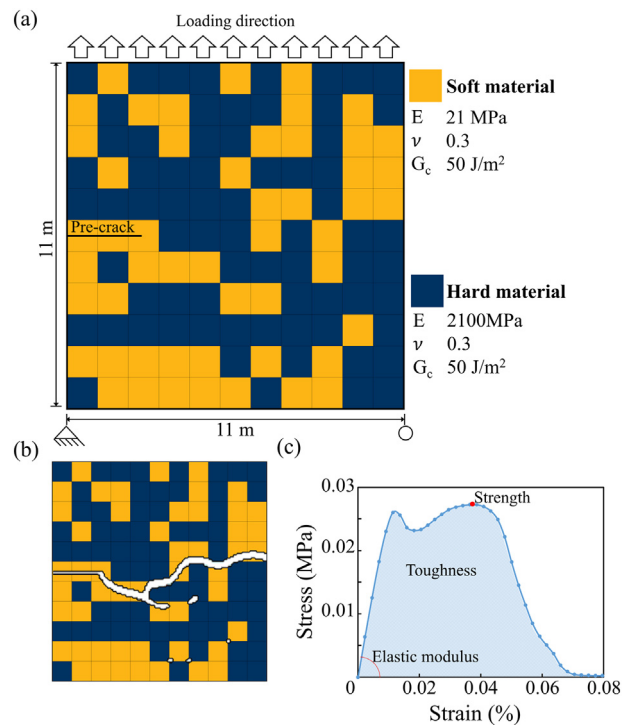 (a)
Loading direction
Soft material
E 21 MPa
ν 0.3
G_c 50 J/m²
Pre-crack
11 m
Hard material
E 2100MPa
ν 0.3
G_c 50 J/m²
11 m
(b)
(c)
0.03
Strength
Stress (MPa)
0.02
Toughness
0.01
Elastic modulus
0
0 0.02 0.04 0.06 0.08
Strain (%)